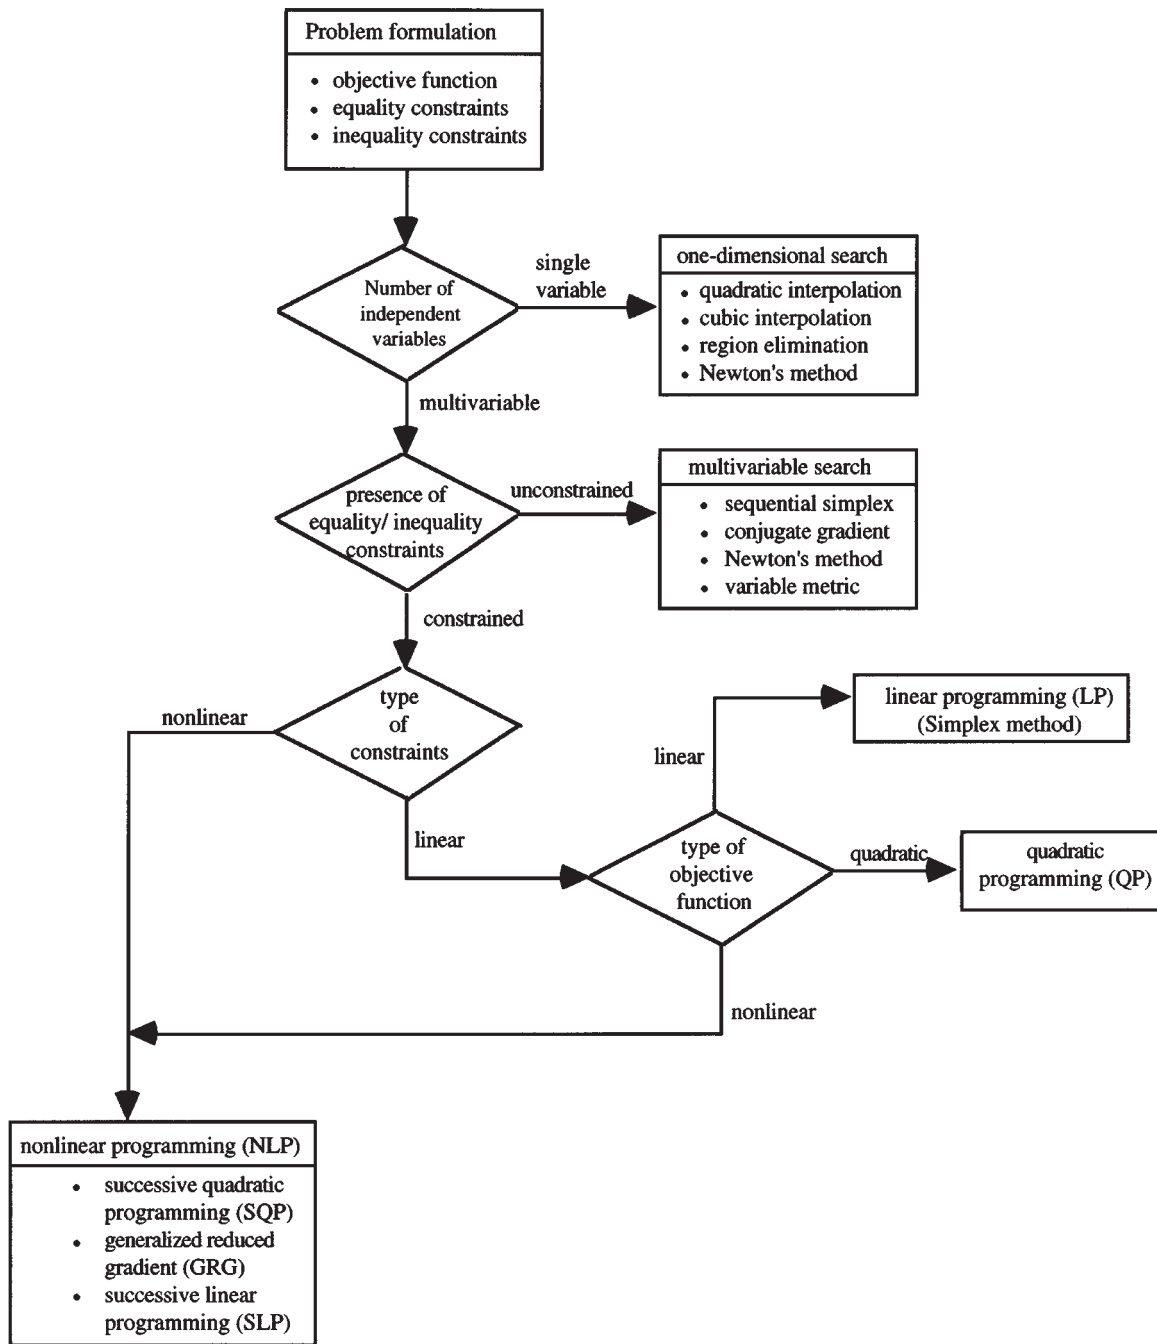 Problem formulation
• objective function
• equality constraints
• inequality constraints
Number of
independent
variables
single
variable
one-dimensional search
• quadratic interpolation
• cubic interpolation
• region elimination
• Newton's method
multivariable
presence of
equality/ inequality
constraints
unconstrained
multivariable search
• sequential simplex
• conjugate gradient
• Newton's method
• variable metric
constrained
type
of
constraints
nonlinear
linear
type of
objective
function
linear
linear programming (LP)
(Simplex method)
quadratic
quadratic
programming (QP)
nonlinear
nonlinear programming (NLP)
• successive quadratic
programming (SQP)
• generalized reduced
gradient (GRG)
• successive linear
programming (SLP)